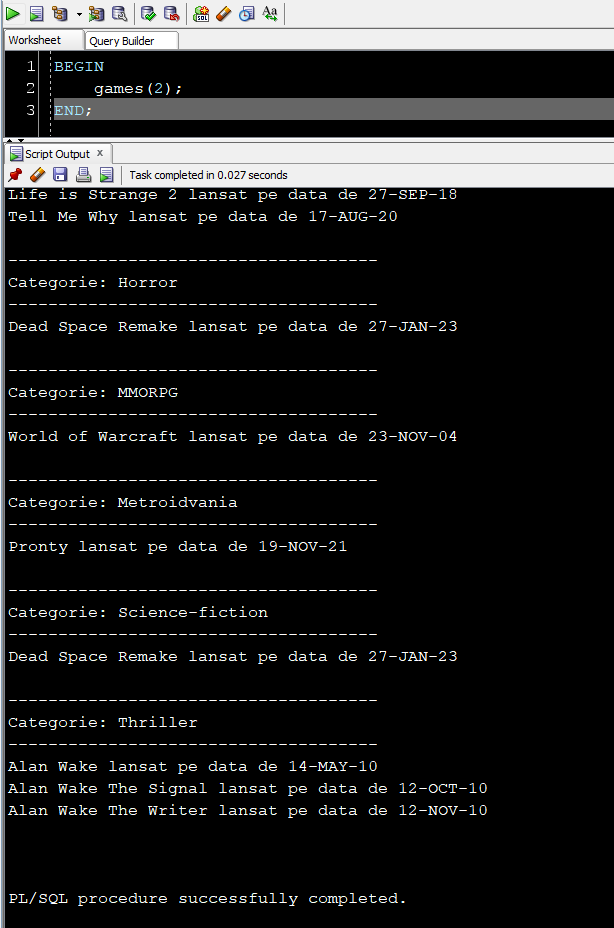 Worksheet Query Builder
1 BEGIN
2 games(2);
3 END;
Script Output x
Task completed in 0.027 seconds
Life is Strange 2 lansat pe data de 27-SEP-18
Tell Me Why lansat pe data de 17-AUG-20
-------------------------------------
Categorie: Horror
-------------------------------------
Dead Space Remake lansat pe data de 27-JAN-23
-------------------------------------
Categorie: MMORPG
-------------------------------------
World of Warcraft lansat pe data de 23-NOV-04
-------------------------------------
Categorie: Metroidvania
-------------------------------------
Pronty lansat pe data de 19-NOV-21
-------------------------------------
Categorie: Science-fiction
-------------------------------------
Dead Space Remake lansat pe data de 27-JAN-23
-------------------------------------
Categorie: Thriller
-------------------------------------
Alan Wake lansat pe data de 14-MAY-10
Alan Wake The Signal lansat pe data de 12-OCT-10
Alan Wake The Writer lansat pe data de 12-NOV-10
PL/SQL procedure successfully completed.